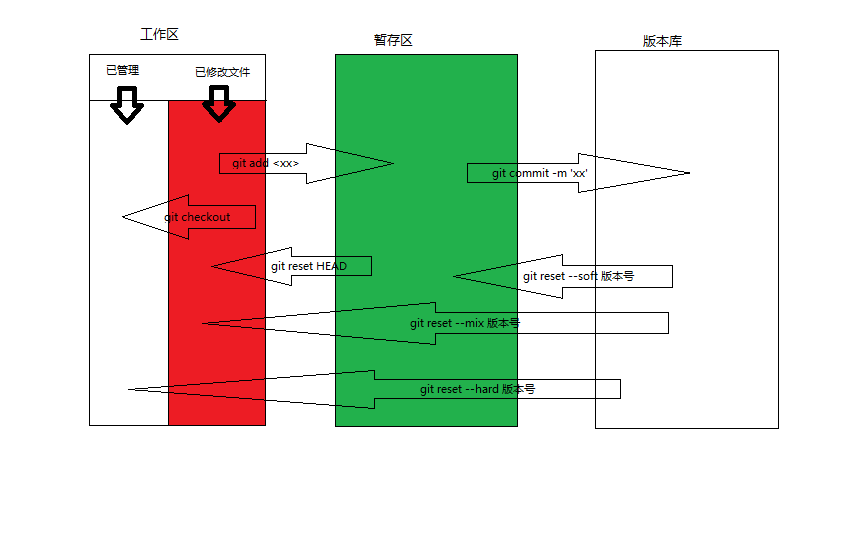 工作区
暂存区
版本库
已管理
已修改文件
git add <xx>
git commit -m 'xx'
git checkout
git reset HEAD
git reset --soft 版本号
git reset --mix 版本号
git reset --hard 版本号